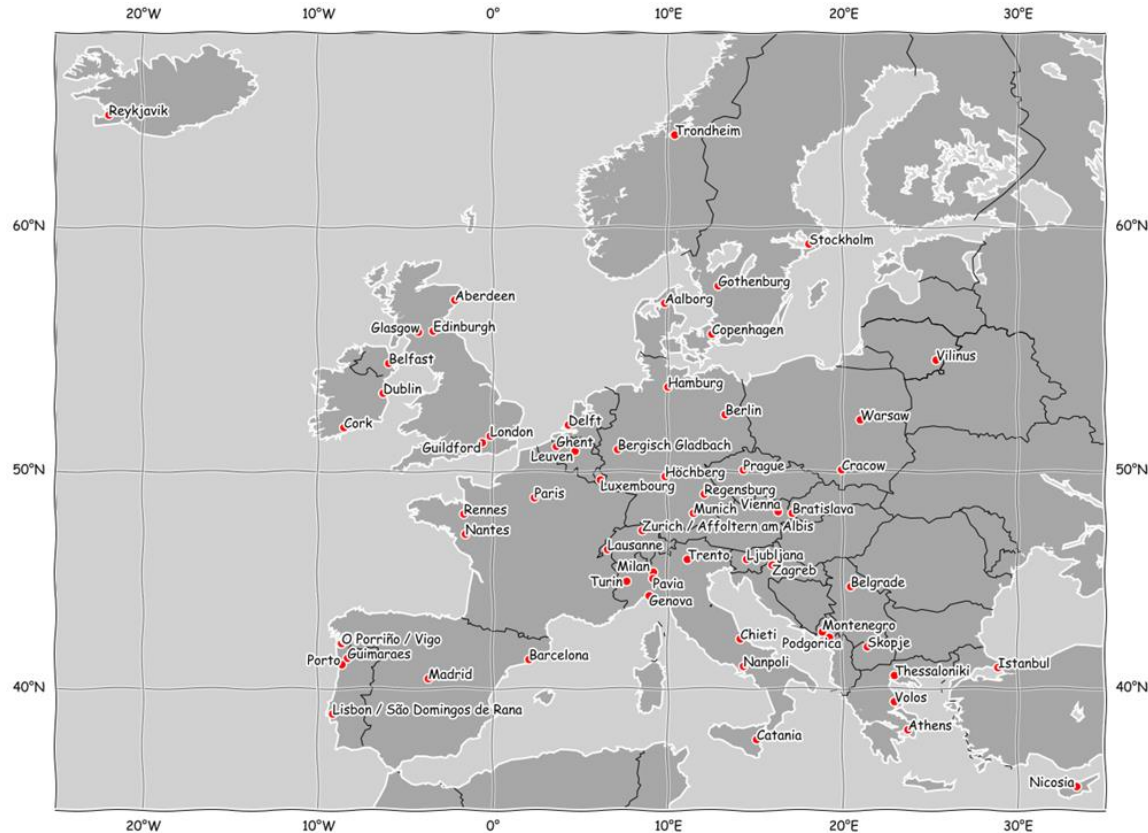 20°W 10°W 0° 10°E 20°E 30°E
Reykjavik
Trondheim
60°N 60°N
Stockholm
Gothenburg
Aberdeen
Aalborg
Glasgow Edinburgh
Copenhagen
Belfast
Vilinus
Hamburg
Dublin
Berlin
Warsaw
Cork
Delft
London
Guildford
Ghent
Bergisch Gladbach
Leuven
50°N 50°N
Prague
Cracow
Höchberg
Luxembourg
Regensburg
Paris
Vienna
Rennes
Munich
Bratislava
Nantes
Zurich / Affoltern am Albis
Lausanne
Trento
Ljubljana
Milan
Zagreb
Turin
Pavia
Belgrade
Genova
Montenegro
O Porriño / Vigo
Chieti
Podgorica
Skopje
Guimaraes
Porto
Barcelona
Nanpoli
Istanbul
Madrid
Thessaloniki
40°N 40°N
Volos
Lisbon / São Domingos de Rana
Athens
Catania
Nicosia
20°W 10°W 0° 10°E 20°E 30°E